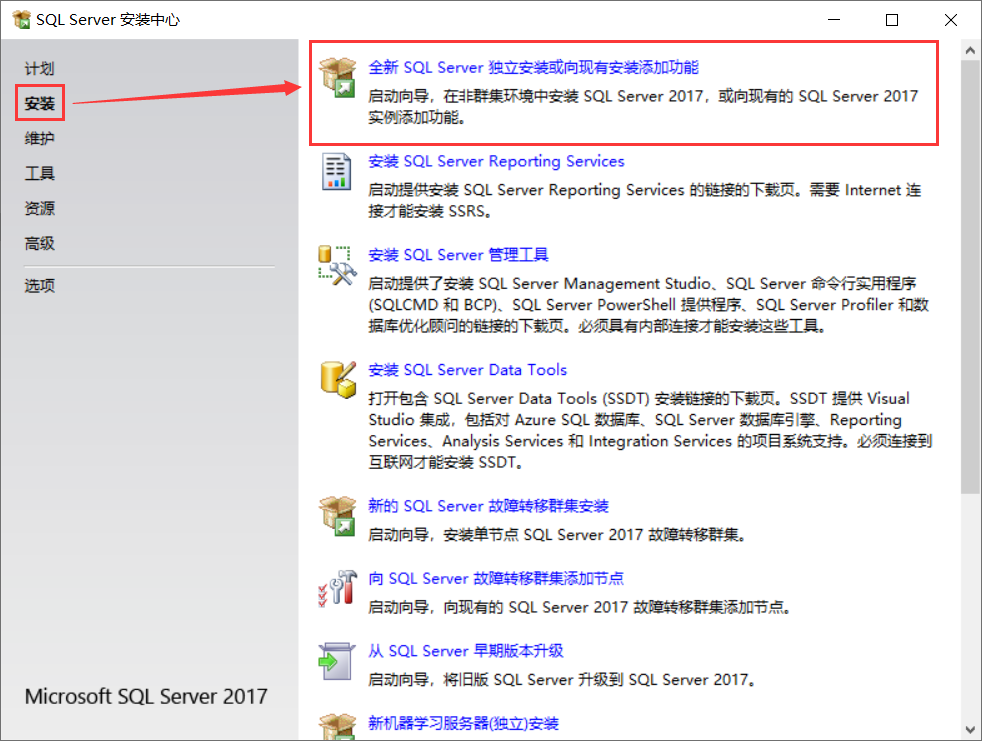 SQL Server 安装中心
计划
安装
维护
工具
资源
高级
选项
Microsoft SQL Server 2017
全新 SQL Server 独立安装或向现有安装添加功能
启动向导，在非群集环境中安装 SQL Server 2017，或向现有的 SQL Server 2017
实例添加功能。
安装 SQL Server Reporting Services
启动提供安装 SQL Server Reporting Services 的链接的下载页。需要 Internet 连
接才能安装 SSRS。
安装 SQL Server 管理工具
启动提供了安装 SQL Server Management Studio、SQL Server 命令行实用程序
(SQLCMD 和 BCP)、SQL Server PowerShell 提供程序、SQL Server Profiler 和数
据库优化顾问的链接的下载页。必须具有内部连接才能安装这些工具。
安装 SQL Server Data Tools
打开包含 SQL Server Data Tools (SSDT) 安装链接的下载页。SSDT 提供 Visual
Studio 集成，包括对 Azure SQL 数据库、SQL Server 数据库引擎、Reporting
Services、Analysis Services 和 Integration Services 的项目系统支持。必须连接到
互联网才能安装 SSDT。
新的 SQL Server 故障转移群集安装
启动向导，安装单节点 SQL Server 2017 故障转移群集。
向 SQL Server 故障转移群集添加节点
启动向导，向现有的 SQL Server 2017 故障转移群集添加节点。
从 SQL Server 早期版本升级
启动向导，将旧版 SQL Server 升级到 SQL Server 2017。
新机器学习服务器(独立)安装